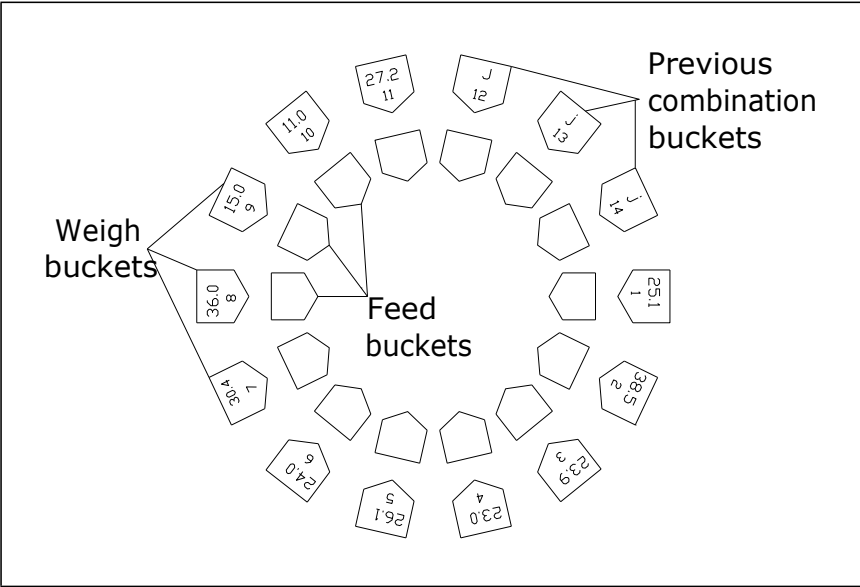 Previous
combination
buckets
27.2
11
J
12
j
13
j
14
11.0
10
15.0
9
Weigh
buckets
36.0
8
25.1
1
Feed
buckets
30.4
7
38.5
2
24.0
6
23.9
3
26.1
5
23.0
4